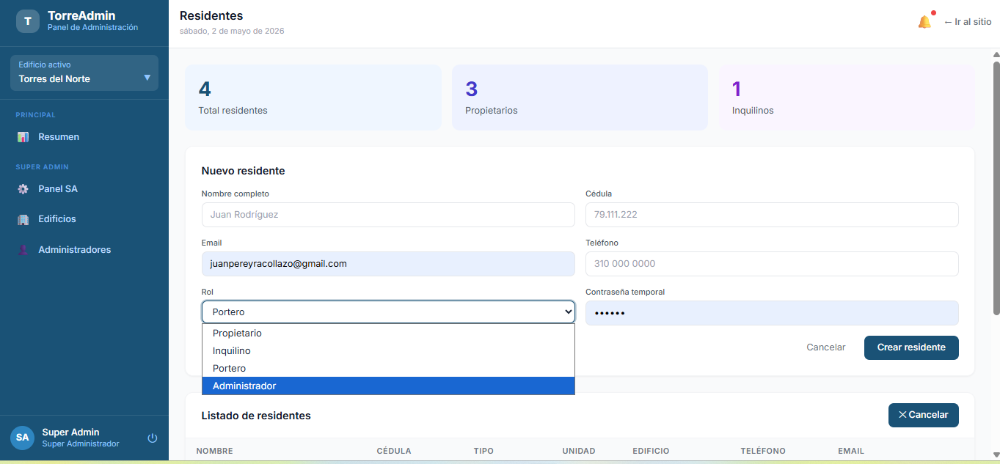 T
TorreAdmin
Panel de Administración
Edificio activo
Torres del Norte
PRINCIPAL
Resumen
SUPER ADMIN
Panel SA
Edificios
Administradores
SA
Super Admin
Super Administrador
Residentes
sábado, 2 de mayo de 2026
← Ir al sitio
4
Total residentes
3
Propietarios
1
Inquilinos
Nuevo residente
Nombre completo
Juan Rodríguez
Cédula
79.111.222
Email
juanpereyracollazo@gmail.com
Teléfono
310 000 0000
Rol
Portero
Propietario
Inquilino
Portero
Administrador
Contraseña temporal
••••••
Cancelar
Crear residente
Listado de residentes
✕ Cancelar
NOMBRE CÉDULA TIPO UNIDAD EDIFICIO TELÉFONO EMAIL